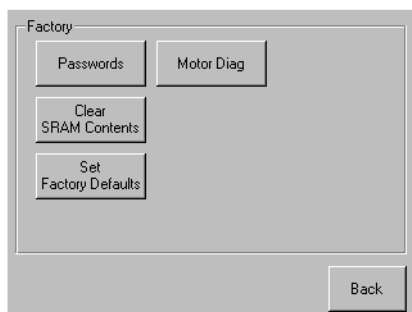 Factory
Passwords
Motor Diag
Clear
SRAM Contents
Set
Factory Defaults
Back